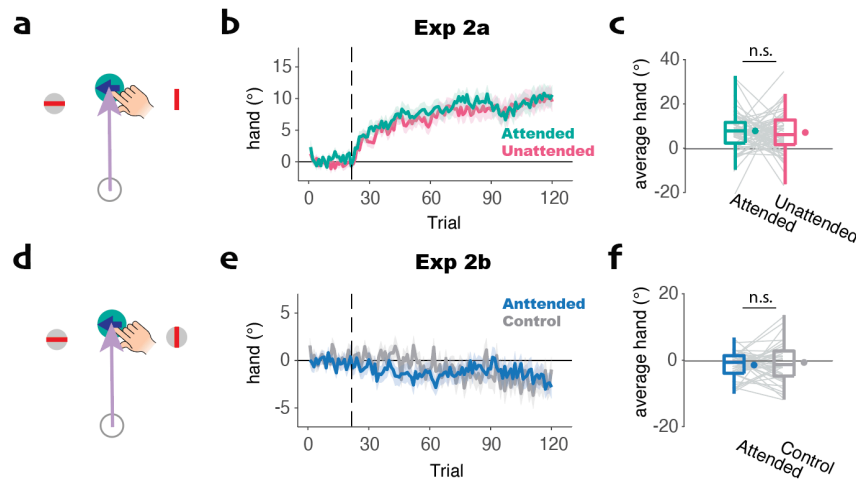 a
b
Exp 2a
c
hand (°)
15
10
5
0
Attended
Unattended
0
30
60
90
120
Trial
average hand (°)
n.s.
40
20
0
-20
Attended
Unattended
d
e
Exp 2b
f
hand (°)
5
0
-5
Anttended
Control
0
30
60
90
120
Trial
average hand (°)
n.s.
20
0
-20
Attended
Control